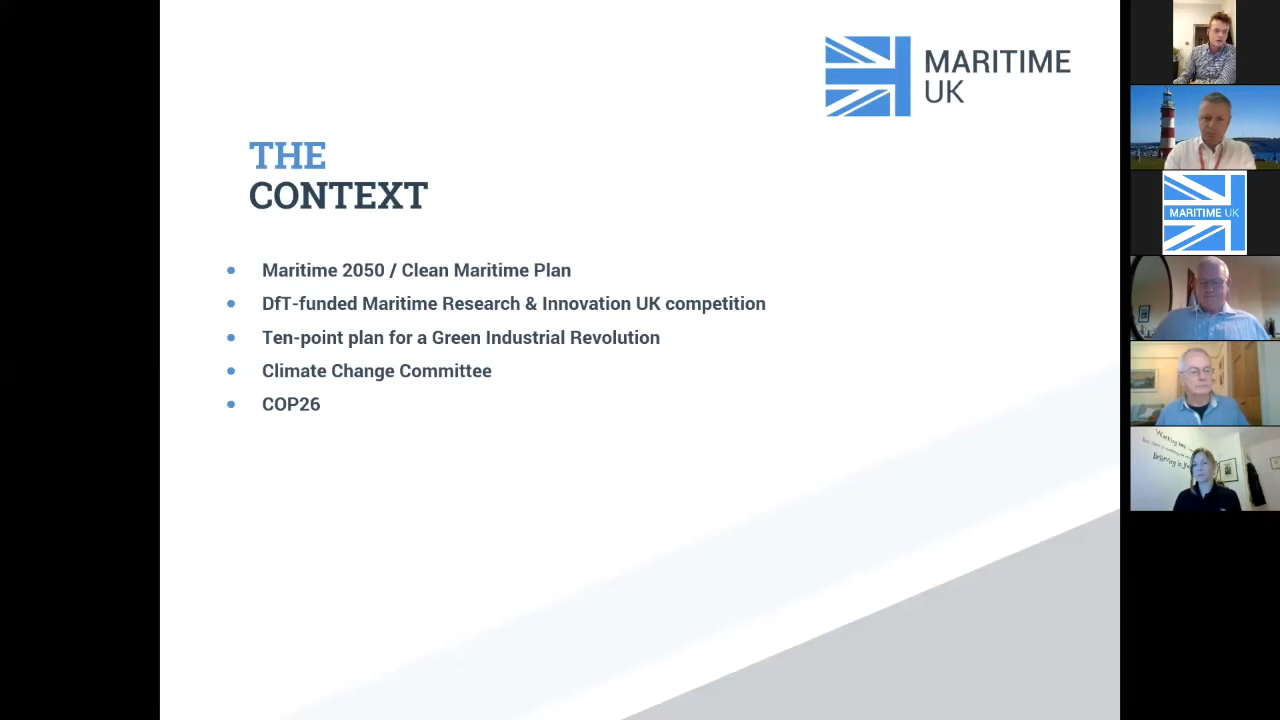 MARITIME
UK
THE
CONTEXT
Maritime 2050 / Clean Maritime Plan
DfT-funded Maritime Research & Innovation UK competition
Ten-point plan for a Green Industrial Revolution
Climate Change Committee
COP26
MARITIME UK